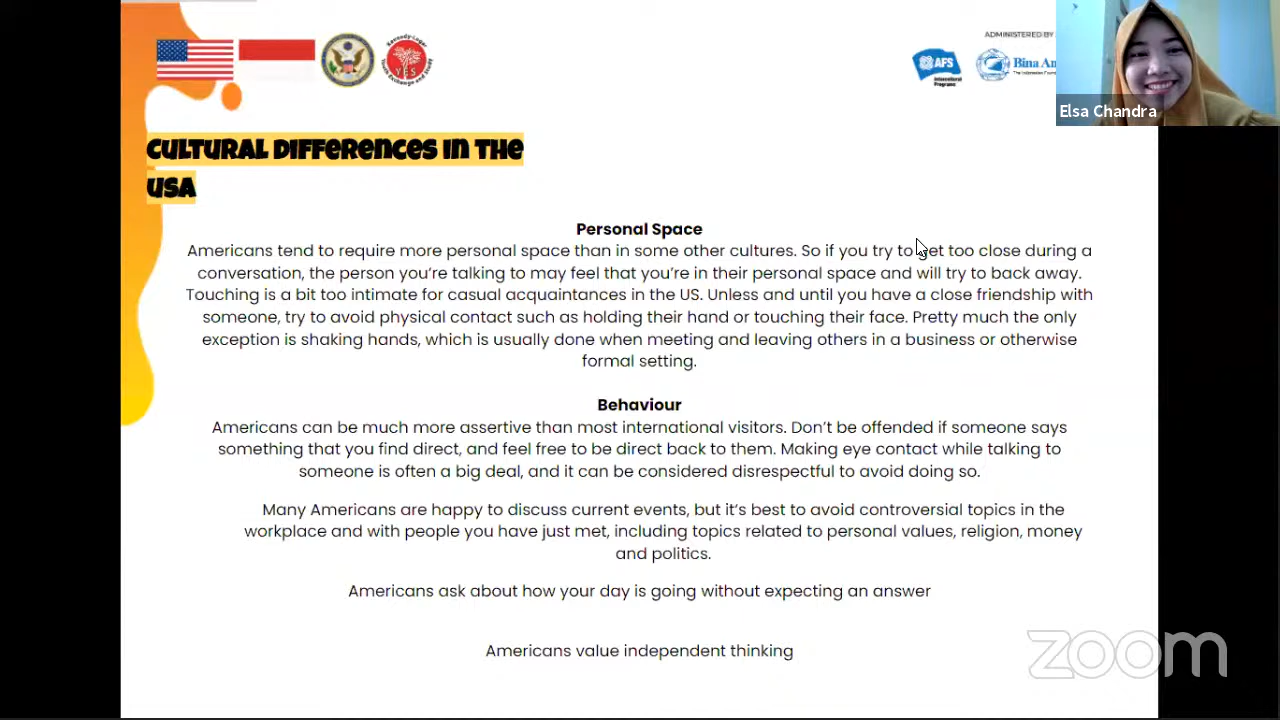 ADMINISTERED BY
AFS
Intercultural
Programs
Bina An
Kennedy-Lugar
YES
Youth Exchange and Study
Elsa Chandra
Cultural Differences in the
USA
Personal Space
Americans tend to require more personal space than in some other cultures. So if you try to get too close during a
conversation, the person you’re talking to may feel that you’re in their personal space and will try to back away.
Touching is a bit too intimate for casual acquaintances in the US. Unless and until you have a close friendship with
someone, try to avoid physical contact such as holding their hand or touching their face. Pretty much the only
exception is shaking hands, which is usually done when meeting and leaving others in a business or otherwise
formal setting.
Behaviour
Americans can be much more assertive than most international visitors. Don’t be offended if someone says
something that you find direct, and feel free to be direct back to them. Making eye contact while talking to
someone is often a big deal, and it can be considered disrespectful to avoid doing so.
Many Americans are happy to discuss current events, but it’s best to avoid controversial topics in the
workplace and with people you have just met, including topics related to personal values, religion, money
and politics.
Americans ask about how your day is going without expecting an answer
Americans value independent thinking
zoom